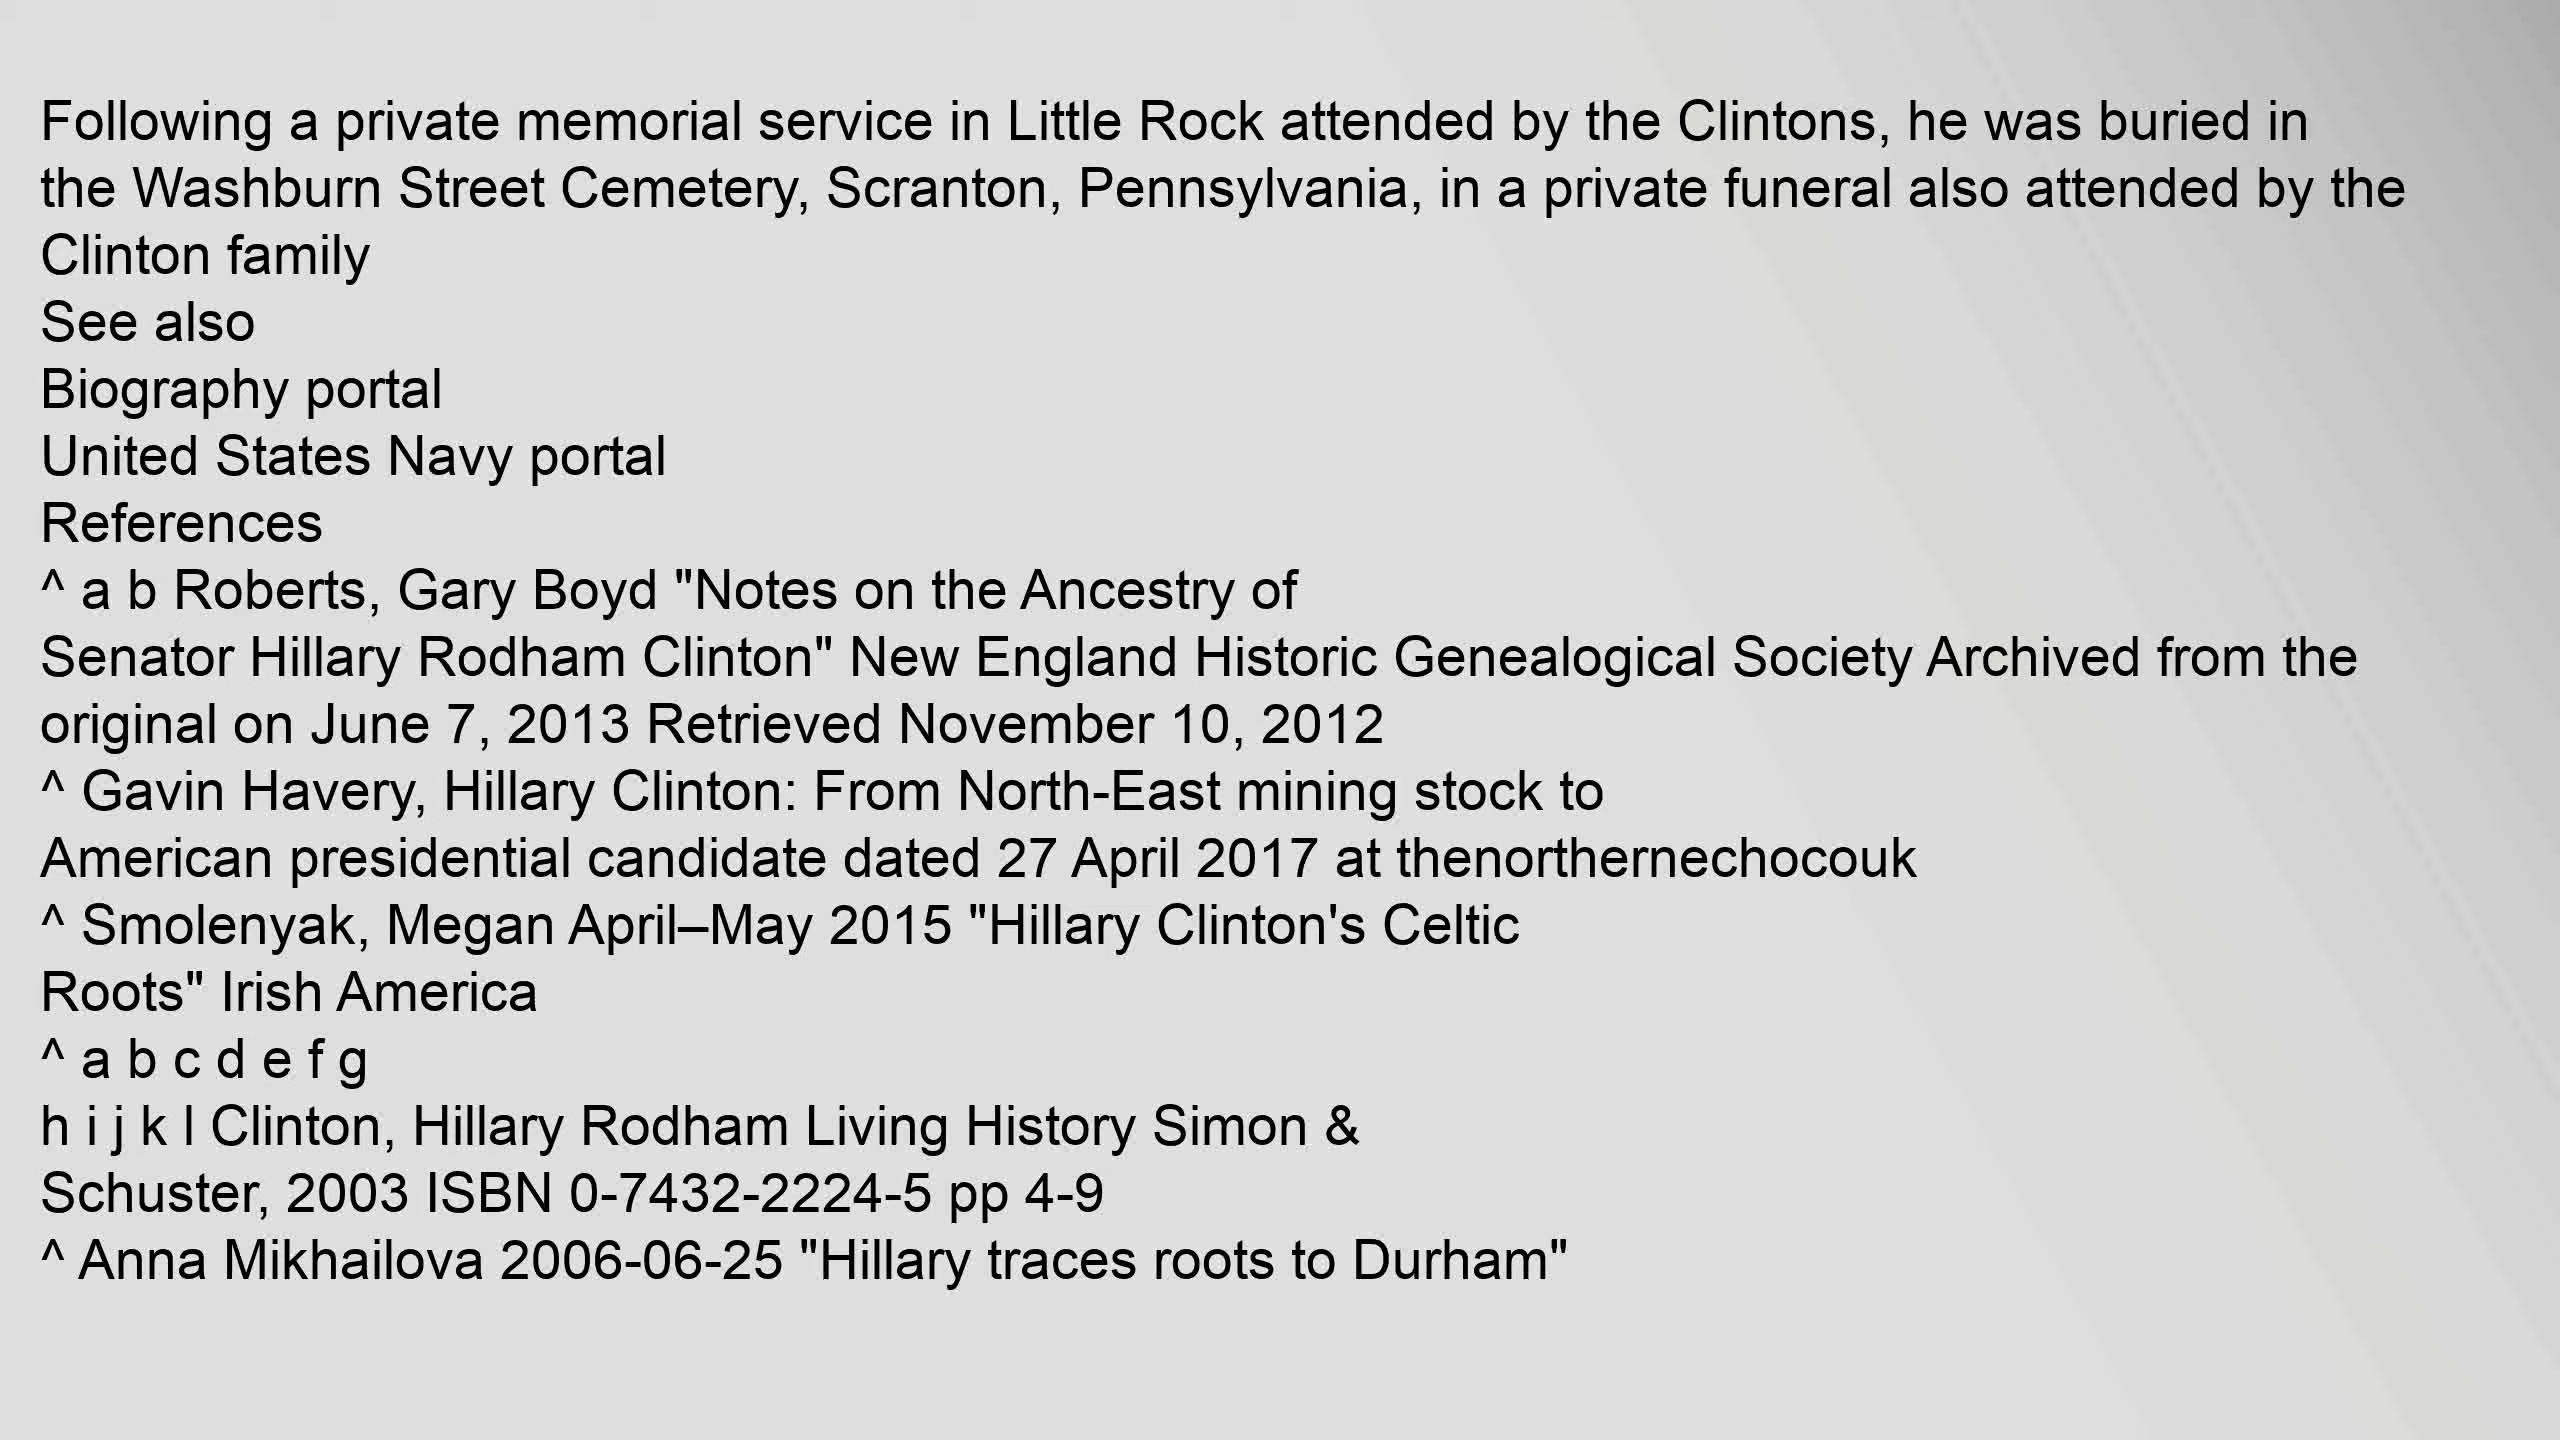 Following a private memorial service in Little Rock attended by the Clintons, he was buried in
the Washburn Street Cemetery, Scranton, Pennsylvania, in a private funeral also attended by the
Clinton family
See also
Biography portal
United States Navy portal
References
^ a b Roberts, Gary Boyd "Notes on the Ancestry of
Senator Hillary Rodham Clinton" New England Historic Genealogical Society Archived from the
original on June 7, 2013 Retrieved November 10, 2012
^ Gavin Havery, Hillary Clinton: From North-East mining stock to
American presidential candidate dated 27 April 2017 at thenorthernechocouk
^ Smolenyak, Megan April–May 2015 "Hillary Clinton's Celtic
Roots" Irish America
^ a b c d e f g
h i j k l Clinton, Hillary Rodham Living History Simon &
Schuster, 2003 ISBN 0-7432-2224-5 pp 4-9
^ Anna Mikhailova 2006-06-25 "Hillary traces roots to Durham"